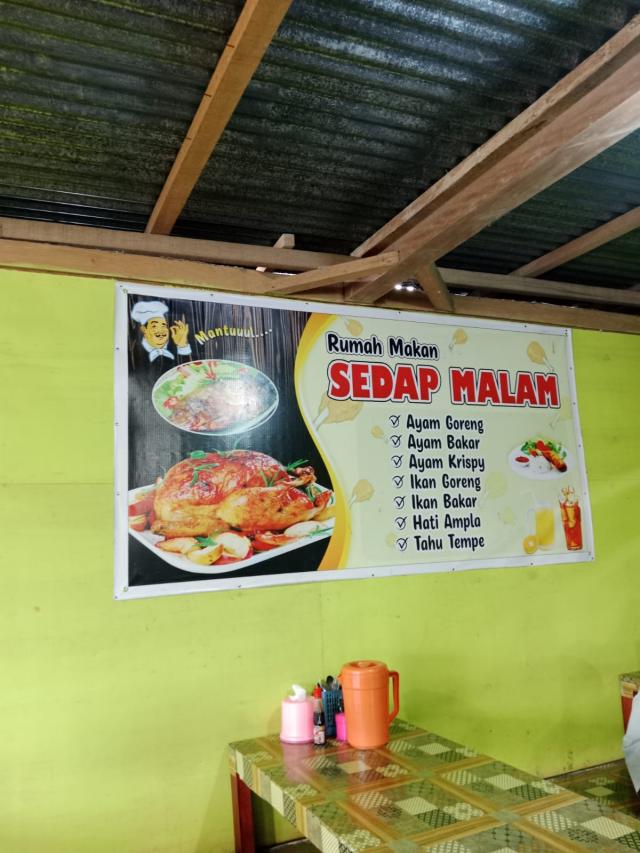 Mantuuul....
Rumah Makan
SEDAP MALAM
Ayam Goreng
Ayam Bakar
Ayam Krispy
Ikan Goreng
Ikan Bakar
Hati Ampla
Tahu Tempe